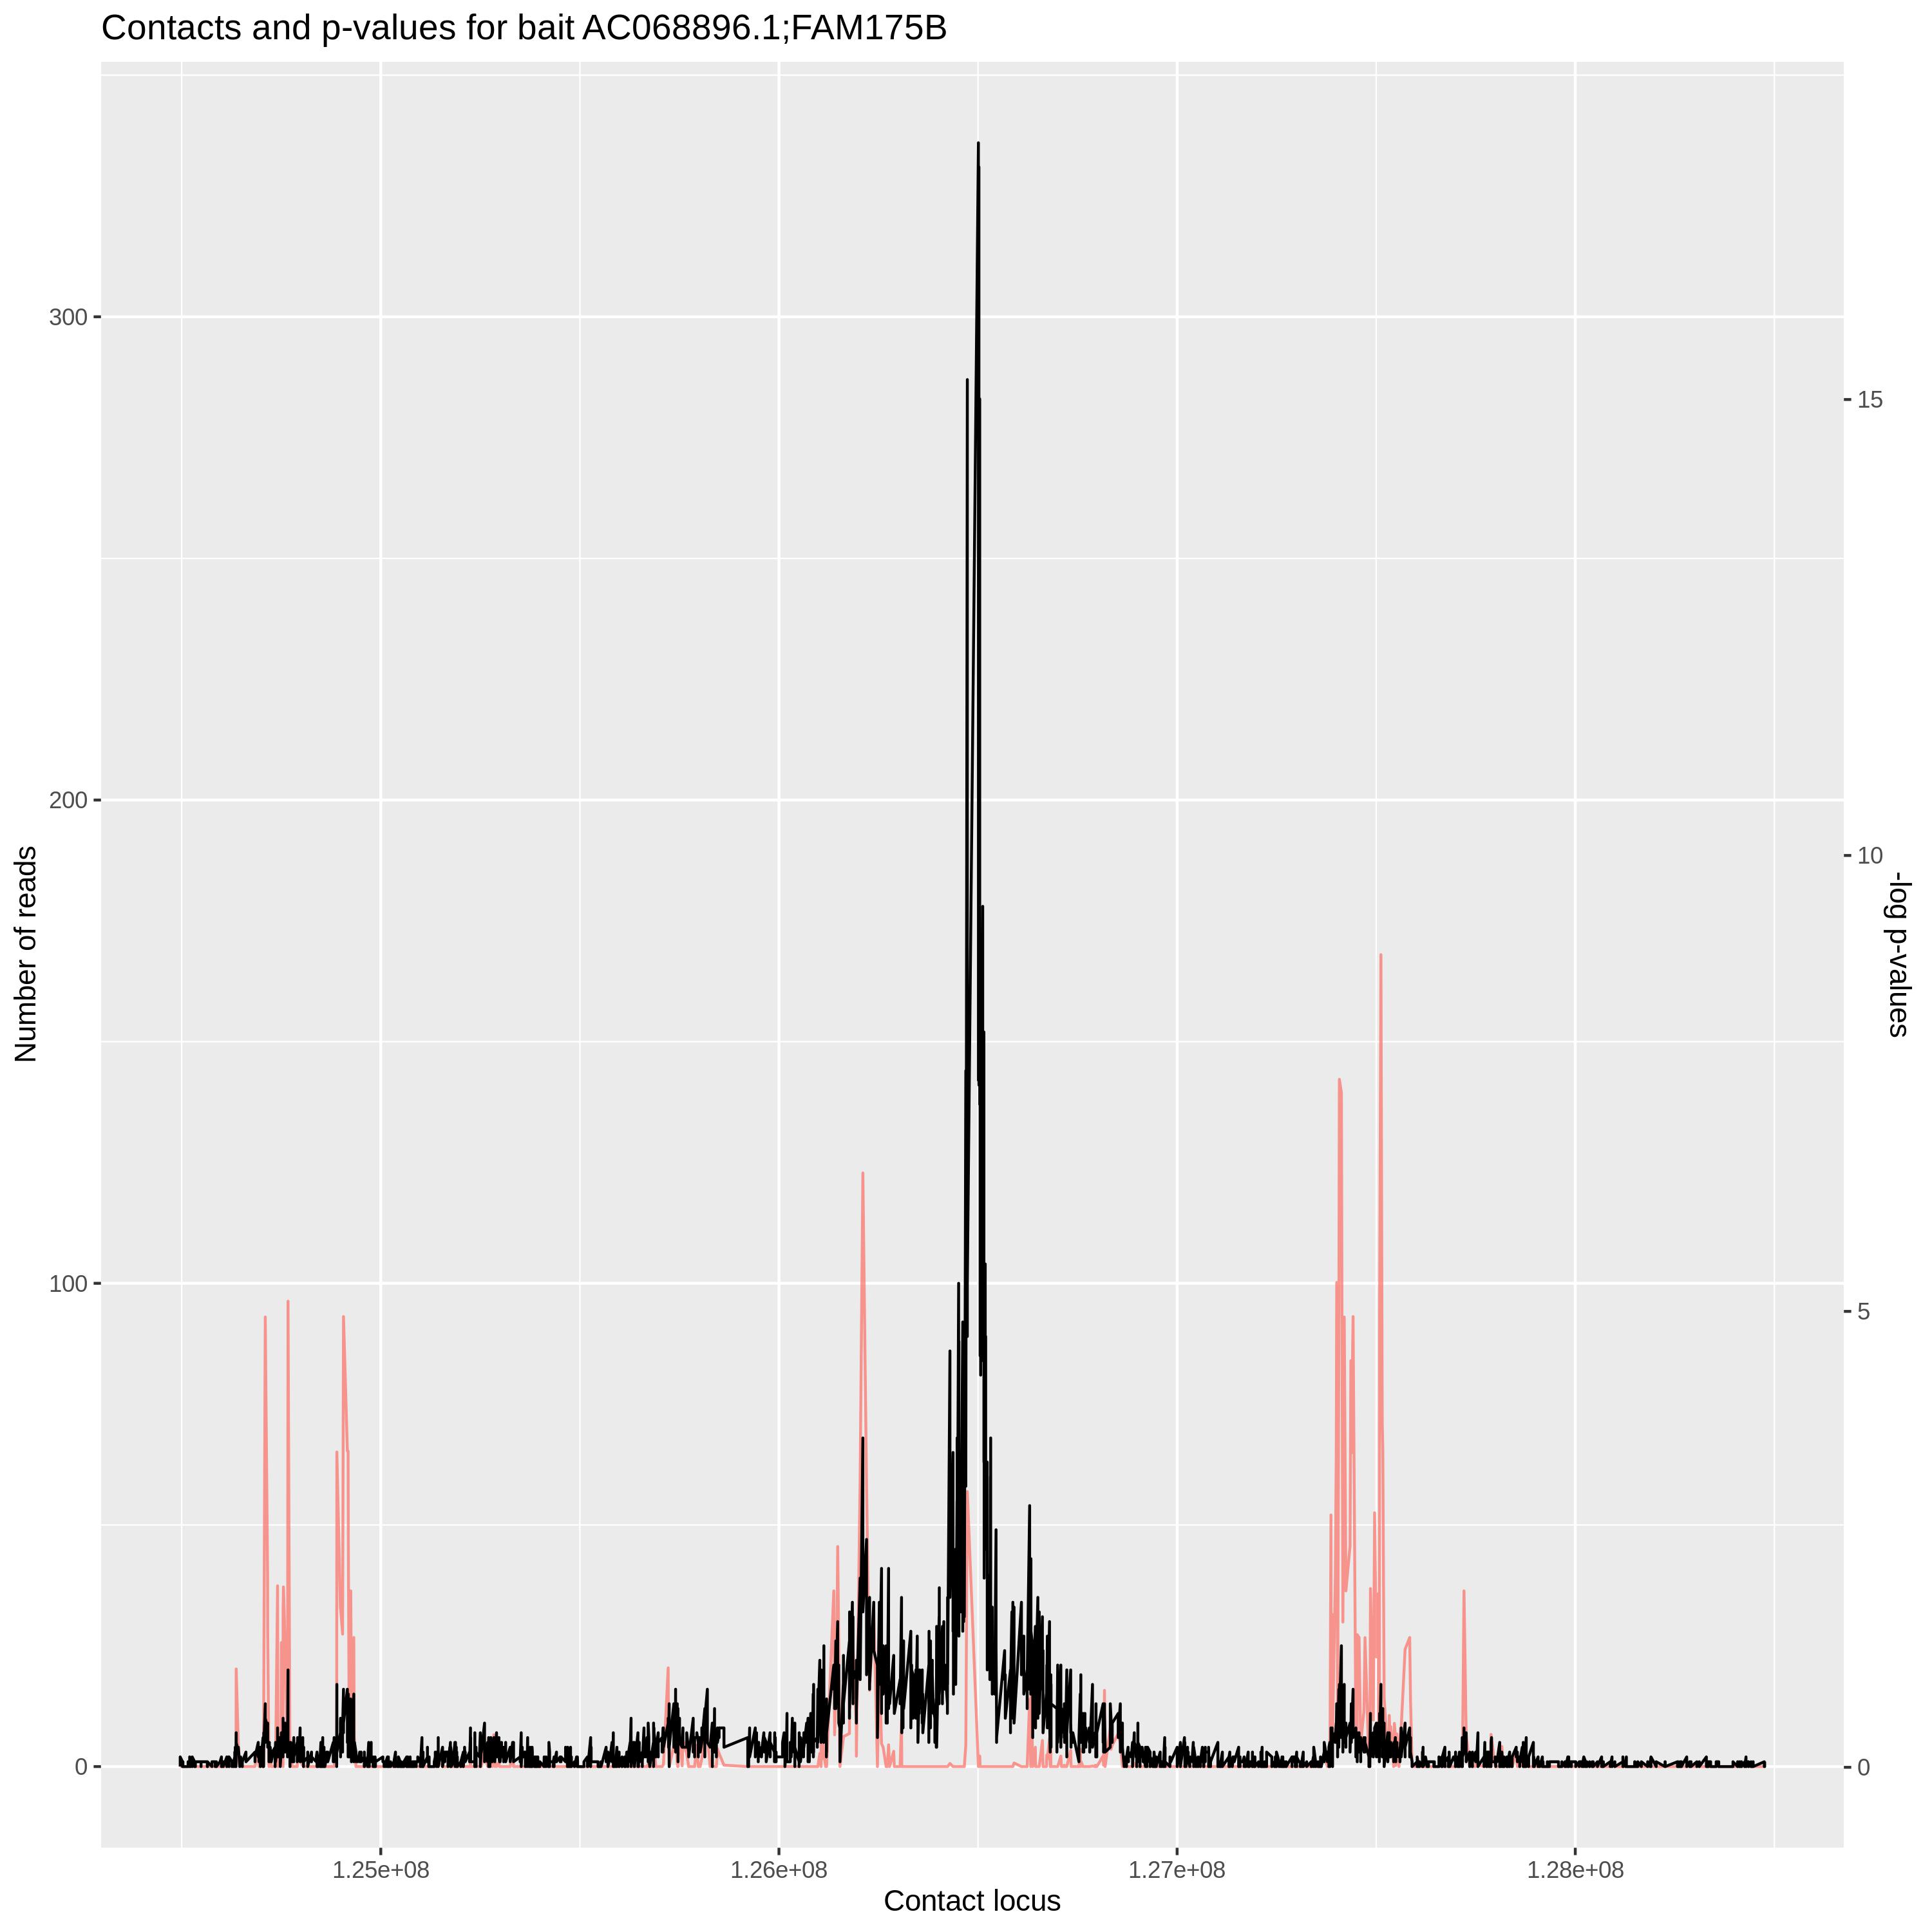 Contacts and p-values for bait AC068896.1;FAM175B
Number of reads
300
200
100
0
15
10
5
0
-log p-values
1.25e+08 1.26e+08 1.27e+08 1.28e+08
Contact locus